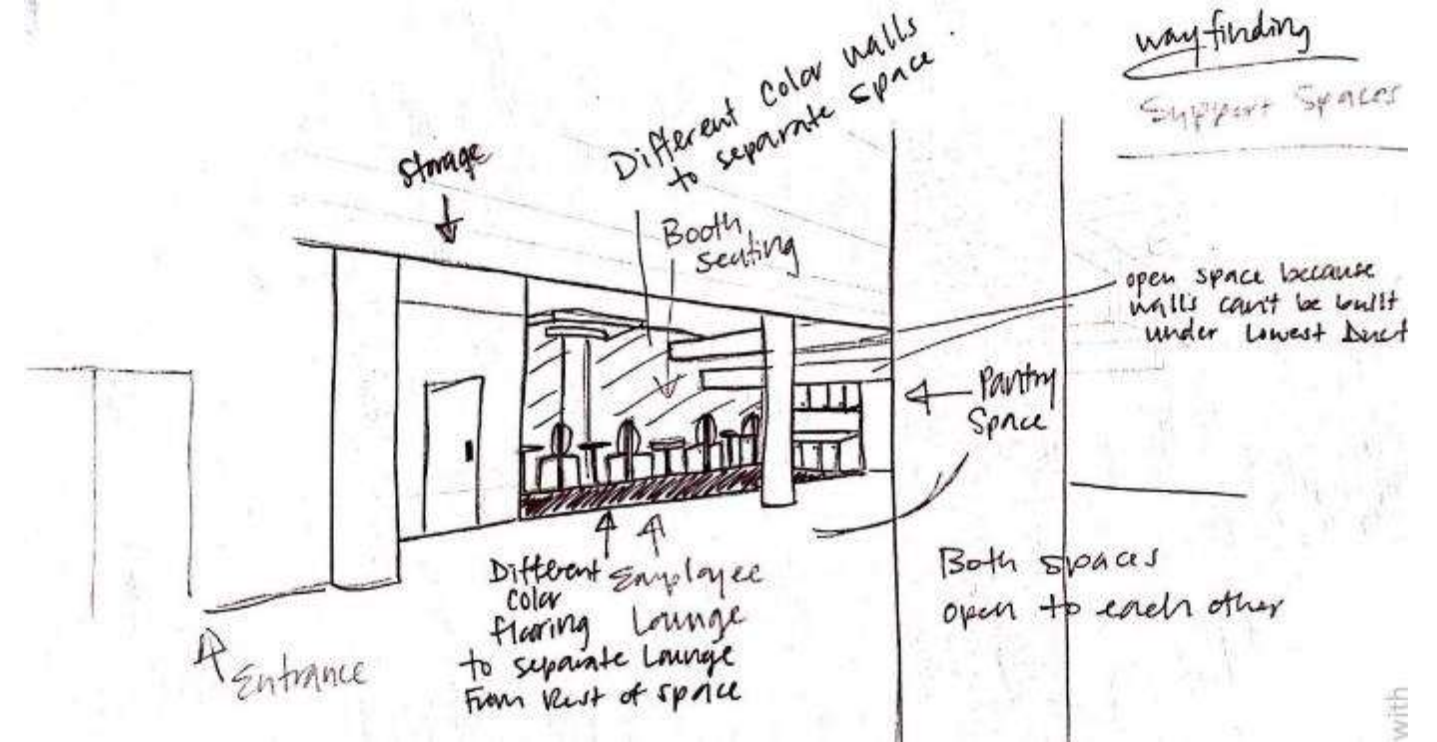 way finding
Support Spaces
Different Color walls
to separate space
Storage
Booth
Seating
open space because
walls can't be built
under Lowest Duct
Pantry
Space
Different
Color
flooring
to separate Lounge
From Rest of space
Employee
Lounge
Both spaces
open to each other
Entrance
with